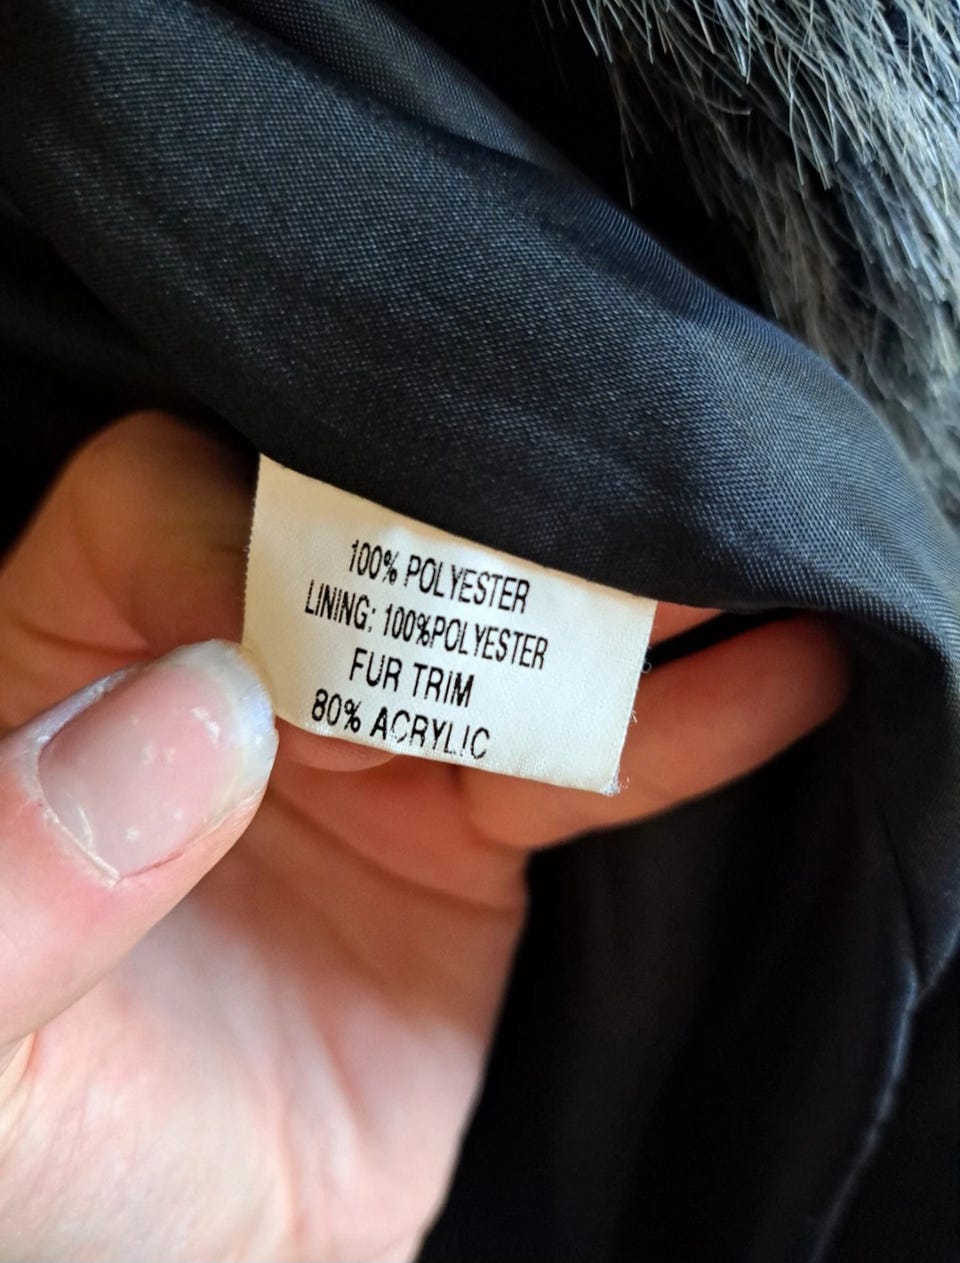 100% POLYESTER
LINING: 100%POLYESTER
FUR TRIM
80% ACRYLIC